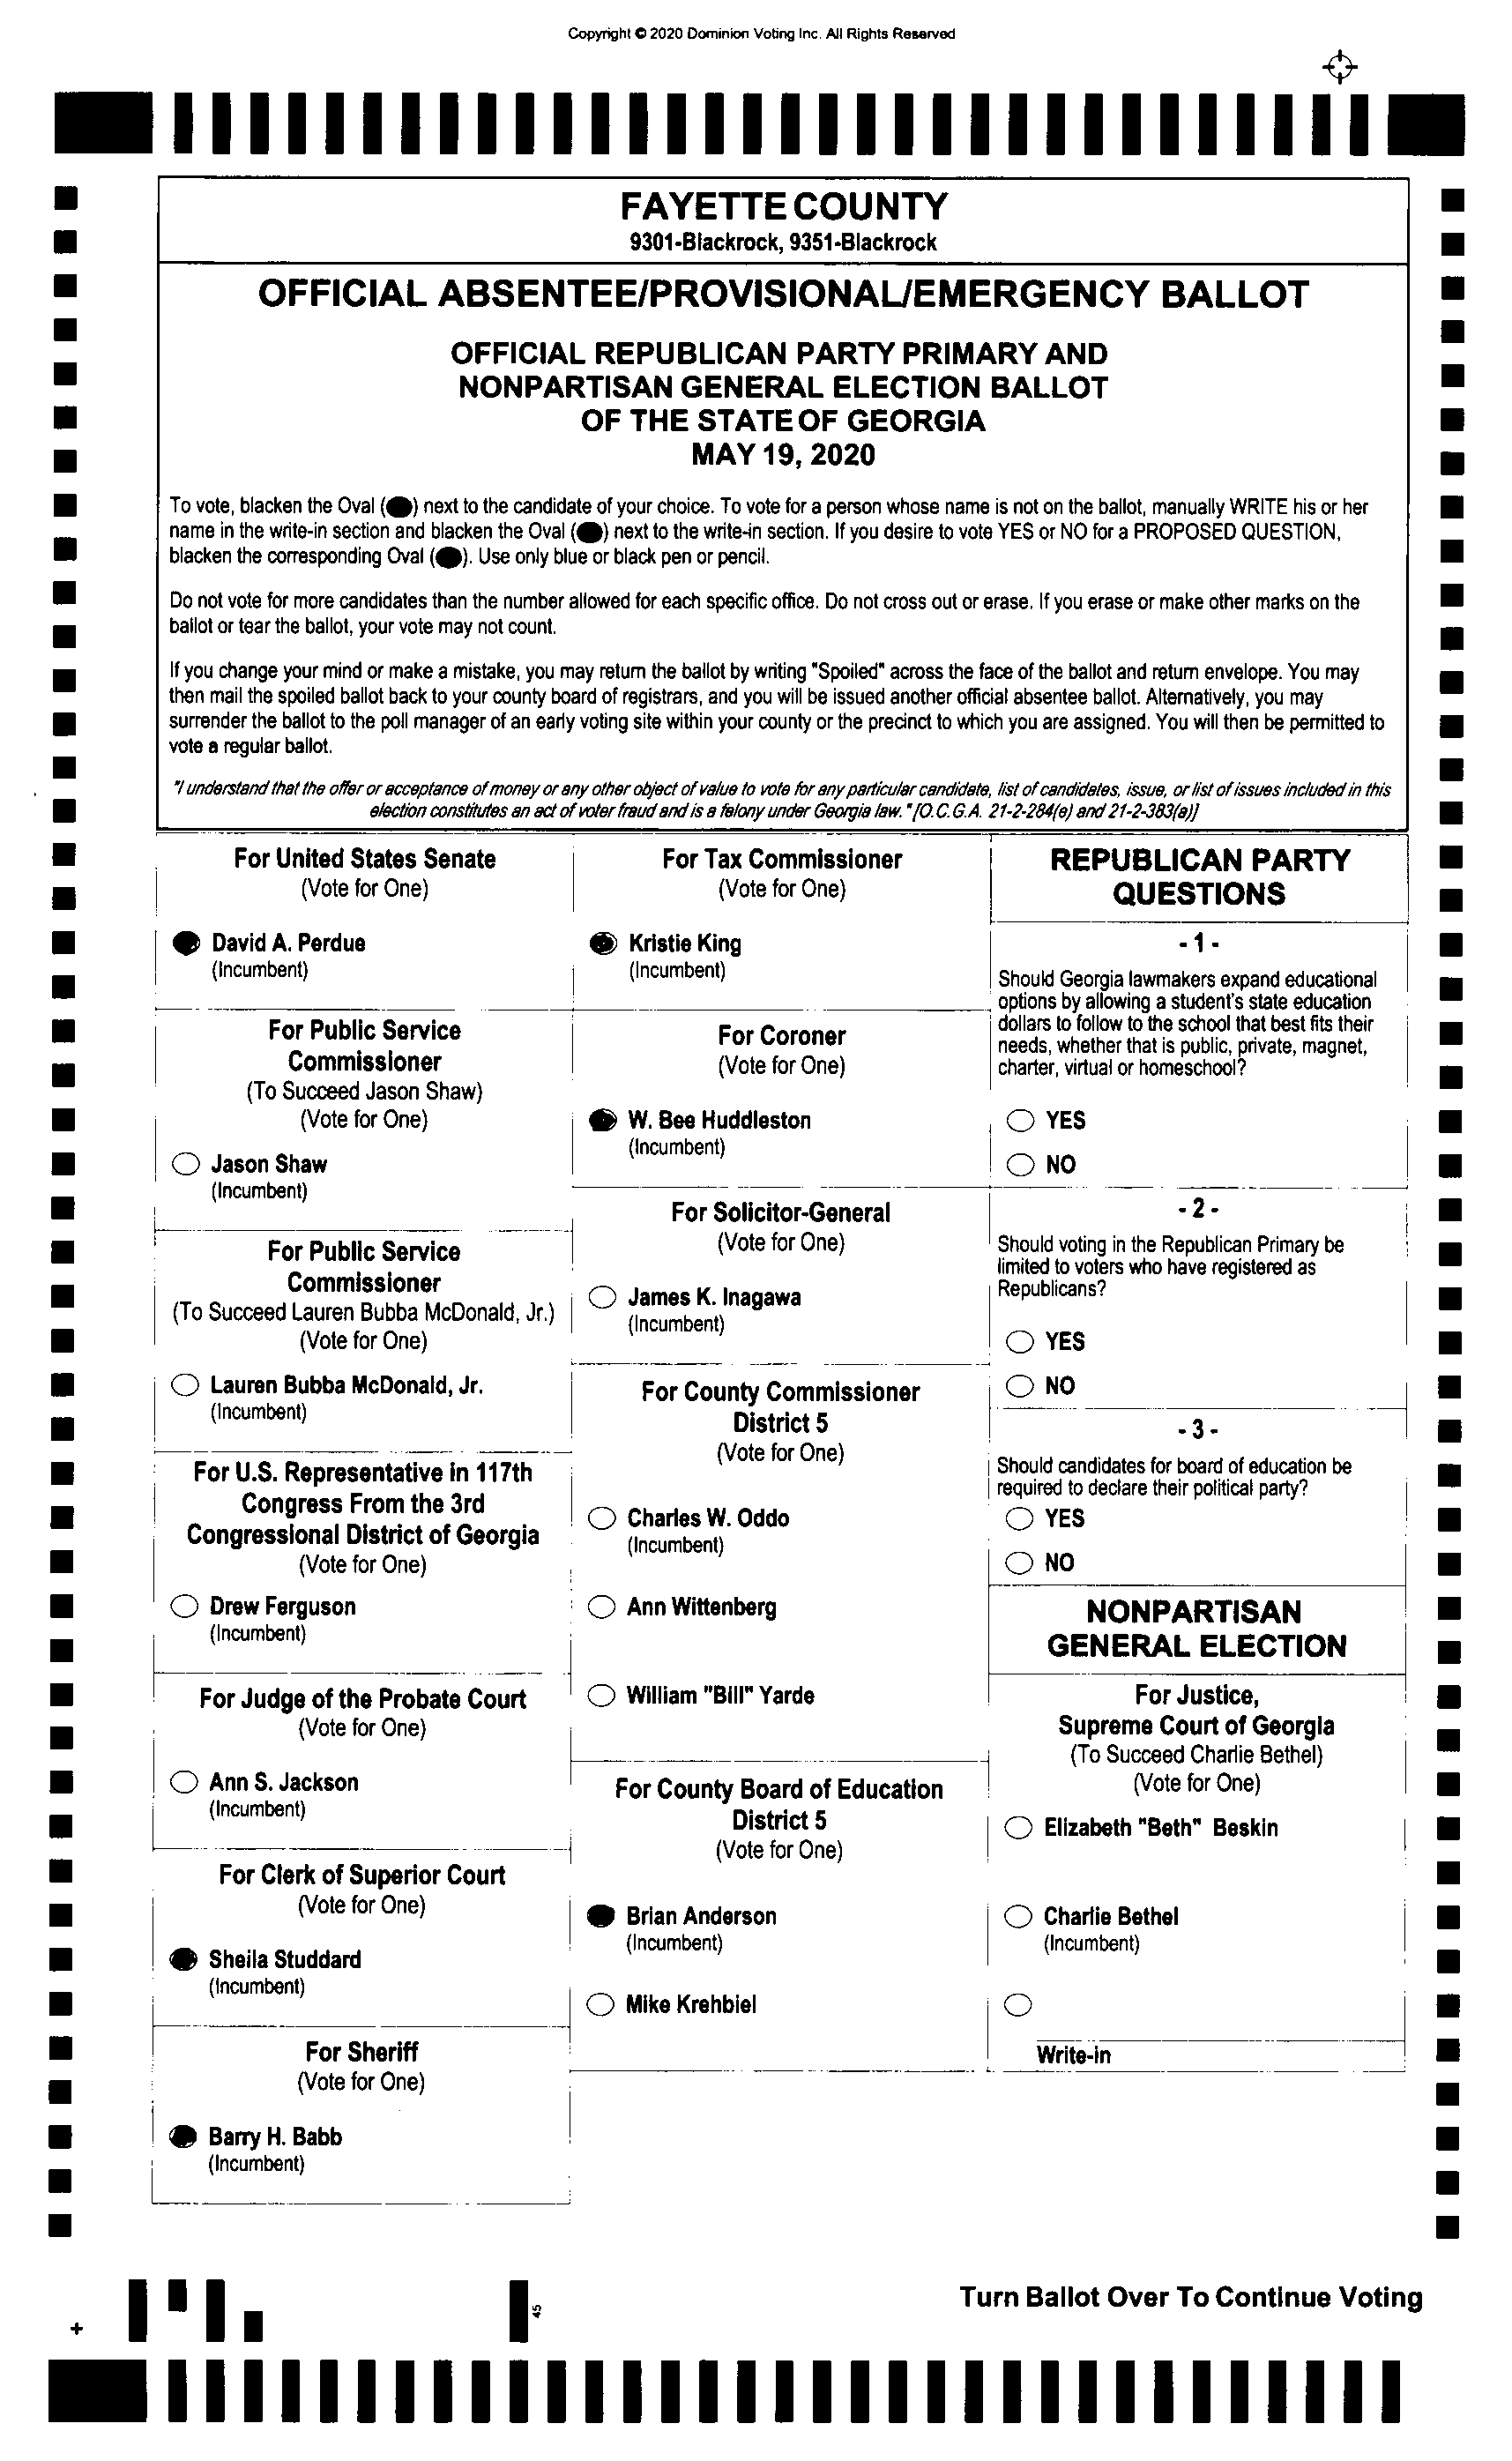 Copyright © 2020 Dominion Voting Inc. All Rights Reserved
FAYETTE COUNTY
9301-Blackrock, 9351-Blackrock
OFFICIAL ABSENTEE/PROVISIONAL/EMERGENCY BALLOT
OFFICIAL REPUBLICAN PARTY PRIMARY AND
NONPARTISAN GENERAL ELECTION BALLOT
OF THE STATE OF GEORGIA
MAY 19, 2020
To vote, blacken the Oval (⬬) next to the candidate of your choice. To vote for a person whose name is not on the ballot, manually WRITE his or her
name in the write-in section and blacken the Oval (⬬) next to the write-in section. If you desire to vote YES or NO for a PROPOSED QUESTION,
blacken the corresponding Oval (⬬). Use only blue or black pen or pencil.
Do not vote for more candidates than the number allowed for each specific office. Do not cross out or erase. If you erase or make other marks on the
ballot or tear the ballot, your vote may not count.
If you change your mind or make a mistake, you may return the ballot by writing "Spoiled" across the face of the ballot and return envelope. You may
then mail the spoiled ballot back to your county board of registrars, and you will be issued another official absentee ballot. Alternatively, you may
surrender the ballot to the poll manager of an early voting site within your county or the precinct to which you are assigned. You will then be permitted to
vote a regular ballot.
"I understand that the offer or acceptance of money or any other object of value to vote for any particular candidate, list of candidates, issue, or list of issues included in this
election constitutes an act of voter fraud and is a felony under Georgia law." [O.C.G.A. 21-2-284(e) and 21-2-383(a)]
For United States Senate
(Vote for One)
David A. Perdue
(Incumbent)
For Public Service
Commissioner
(To Succeed Jason Shaw)
(Vote for One)
Jason Shaw
(Incumbent)
For Public Service
Commissioner
(To Succeed Lauren Bubba McDonald, Jr.)
(Vote for One)
Lauren Bubba McDonald, Jr.
(Incumbent)
For U.S. Representative in 117th
Congress From the 3rd
Congressional District of Georgia
(Vote for One)
Drew Ferguson
(Incumbent)
For Judge of the Probate Court
(Vote for One)
Ann S. Jackson
(Incumbent)
For Clerk of Superior Court
(Vote for One)
Sheila Studdard
(Incumbent)
For Sheriff
(Vote for One)
Barry H. Babb
(Incumbent)
For Tax Commissioner
(Vote for One)
Kristie King
(Incumbent)
For Coroner
(Vote for One)
W. Bee Huddleston
(Incumbent)
For Solicitor-General
(Vote for One)
James K. Inagawa
(Incumbent)
For County Commissioner
District 5
(Vote for One)
Charles W. Oddo
(Incumbent)
Ann Wittenberg
William "Bill" Yarde
For County Board of Education
District 5
(Vote for One)
Brian Anderson
(Incumbent)
Mike Krehbiel
REPUBLICAN PARTY
QUESTIONS
- 1 -
Should Georgia lawmakers expand educational
options by allowing a student's state education
dollars to follow to the school that best fits their
needs, whether that is public, private, magnet,
charter, virtual or homeschool?
YES
NO
- 2 -
Should voting in the Republican Primary be
limited to voters who have registered as
Republicans?
YES
NO
- 3 -
Should candidates for board of education be
required to declare their political party?
YES
NO
NONPARTISAN
GENERAL ELECTION
For Justice,
Supreme Court of Georgia
(To Succeed Charlie Bethel)
(Vote for One)
Elizabeth "Beth" Beskin
Charlie Bethel
(Incumbent)
Write-in
45
Turn Ballot Over To Continue Voting